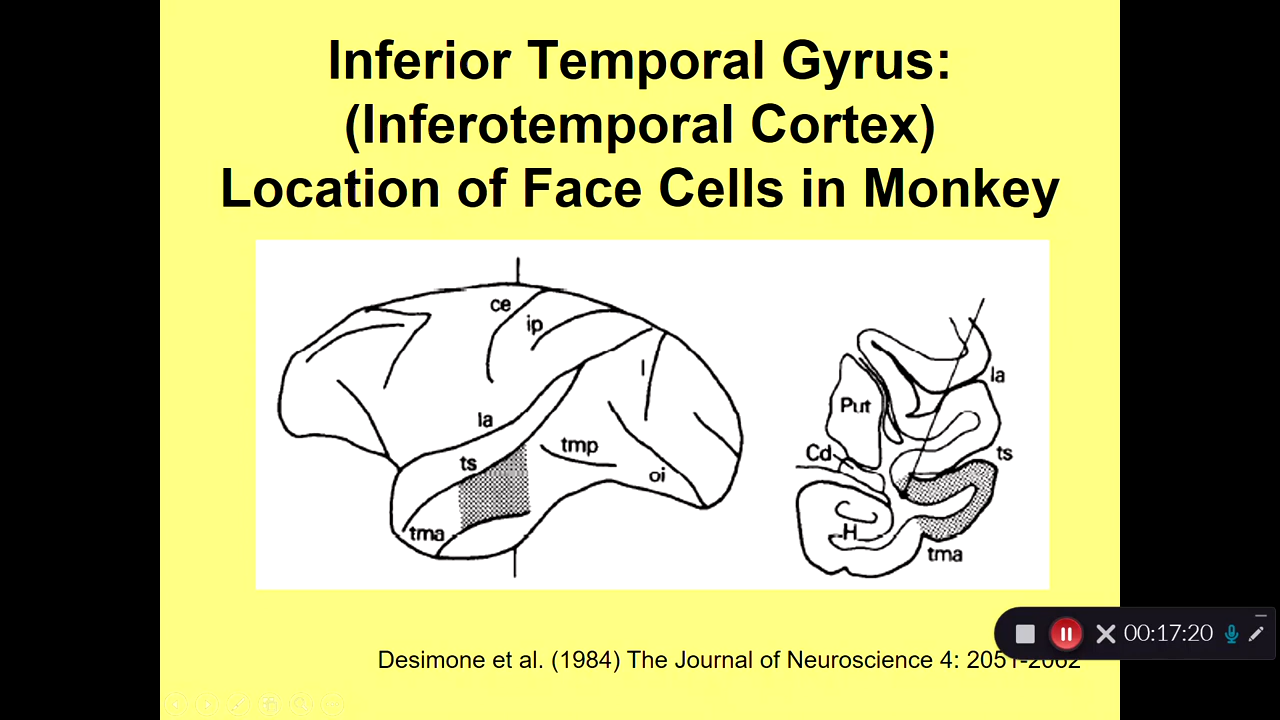 Inferior Temporal Gyrus:
(Inferotemporal Cortex)
Location of Face Cells in Monkey
ce
ip
l
la
ts
tmp
oi
tma
la
Put
Cd
ts
H
tma
00:17:20
Desimone et al. (1984) The Journal of Neuroscience 4: 2051-2062